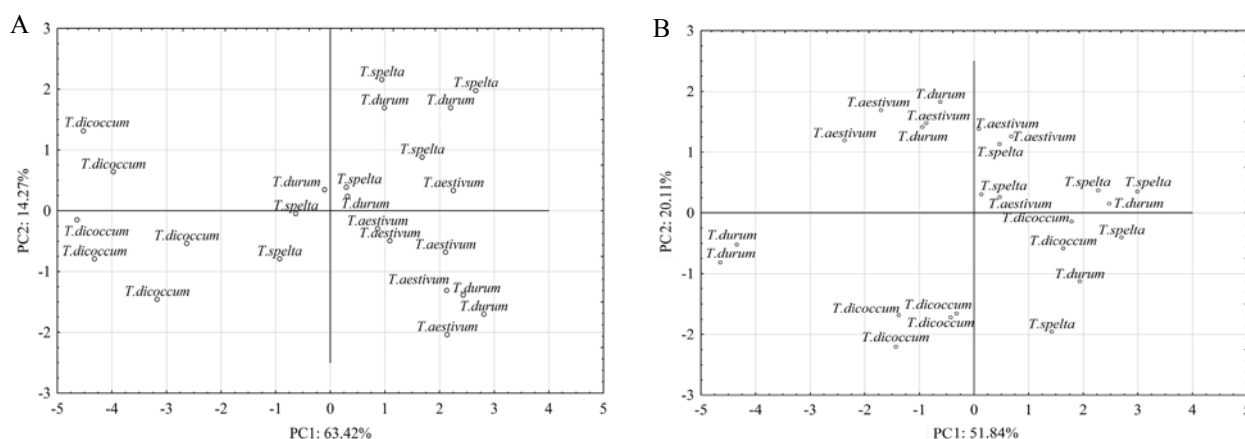 A
3
2
1
0
-1
-2
-3
PC2: 14.27%
T.spelta
T.spelta
T.durum
T.durum
T.dicoccum
T.dicoccum
T.spelta
T.durum
T.spelta
T.aestivum
T.durum
T.spelta
T.aestivum
T.dicoccum
T.dicoccum
T.aestivum
T.aestivum
T.dicoccum
T.spelta
T.aestivum
T.durum
T.dicoccum
T.durum
T.aestivum
-5 -4 -3 -2 -1 0 1 2 3 4 5
PC1: 63.42%
B
3
2
1
0
-1
-2
-3
PC2: 20.11%
T.durum
T.aestivum
T.aestivum
T.durum
T.aestivum
T.aestivum
T.aestivum
T.spelta
T.spelta
T.spelta
T.spelta
T.aestivum
T.durum
T.dicoccum
T.spelta
T.durum
T.durum
T.dicoccum
T.durum
T.dicoccum
T.dicoccum
T.dicoccum
T.dicoccum
T.spelta
-5 -4 -3 -2 -1 0 1 2 3 4 5
PC1: 51.84%